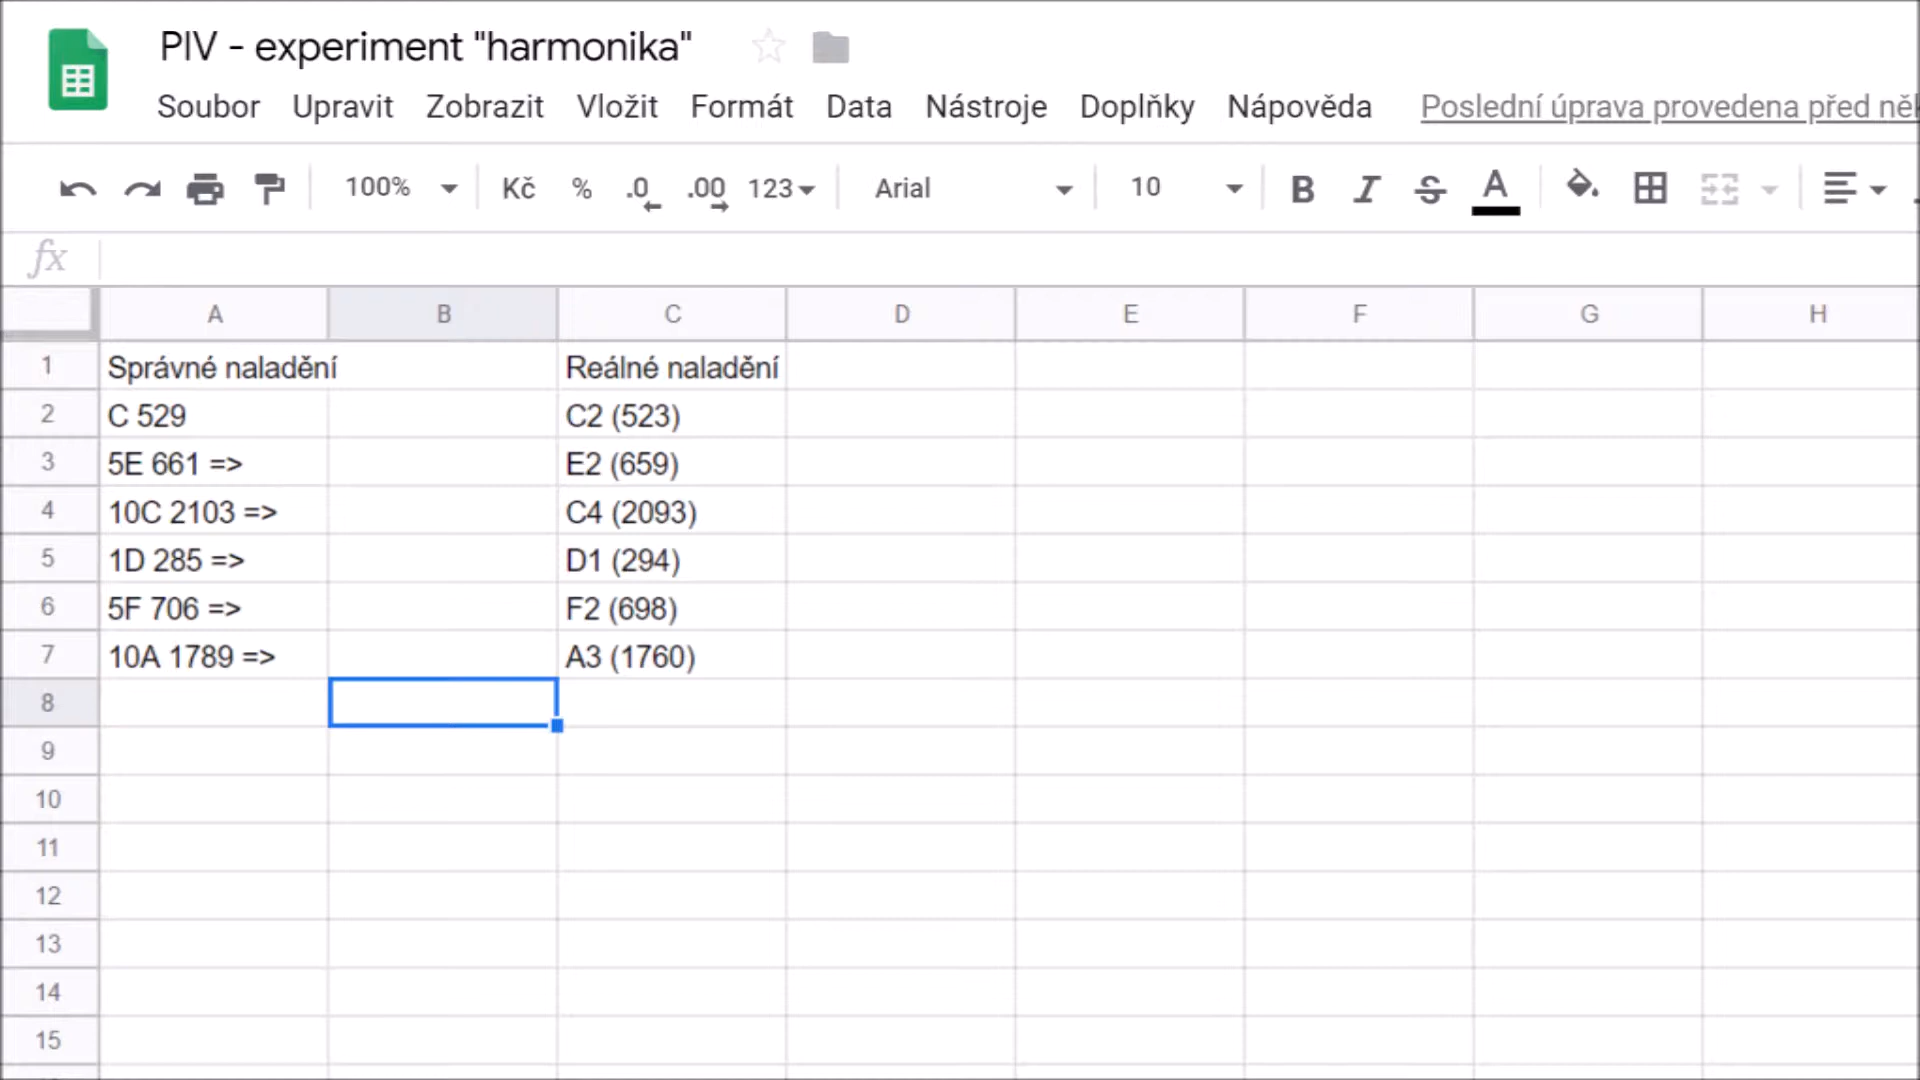 PIV - experiment "harmonika"
Soubor Upravit Zobrazit Vložit Formát Data Nástroje Doplňky Nápověda Poslední úprava provedena před
100% Kč % .0 .00 123 Arial 10 B I S A
fx
A B C D E F G H
1 Správné naladění Reálné naladění
2 C 529 C2 (523)
3 5E 661 => E2 (659)
4 10C 2103 => C4 (2093)
5 1D 285 => D1 (294)
6 5F 706 => F2 (698)
7 10A 1789 => A3 (1760)
8
9
10
11
12
13
14
15